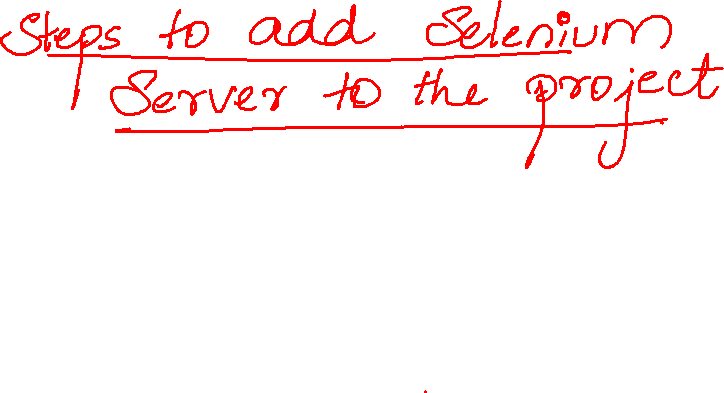 Steps to add Selenium
Server to the project